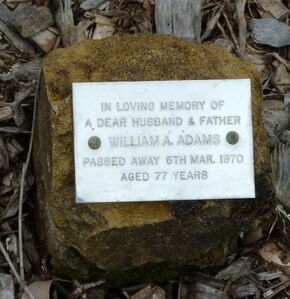 IN LOVING MEMORY OF
A DEAR HUSBAND & FATHER
WILLIAM A. ADAMS
PASSED AWAY 6TH MAR. 1970
AGED 77 YEARS